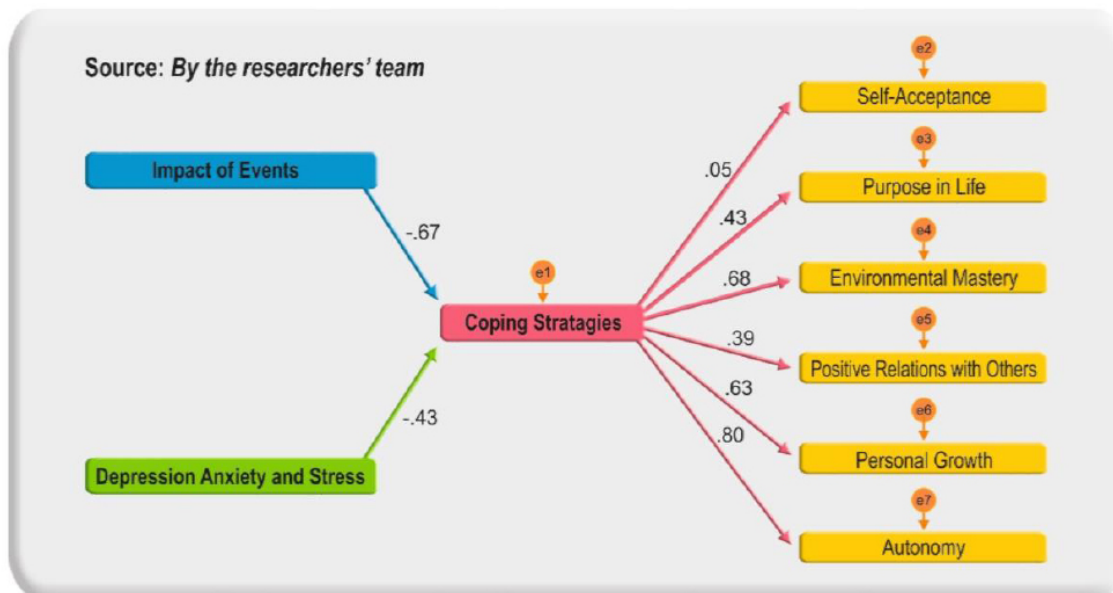 Source: By the researchers' team
Impact of Events
-.67
Depression Anxiety and Stress
-.43
e1
Coping Stratagies
.05
.43
.68
.39
.63
.80
e2
Self-Acceptance
e3
Purpose in Life
e4
Environmental Mastery
e5
Positive Relations with Others
e6
Personal Growth
e7
Autonomy